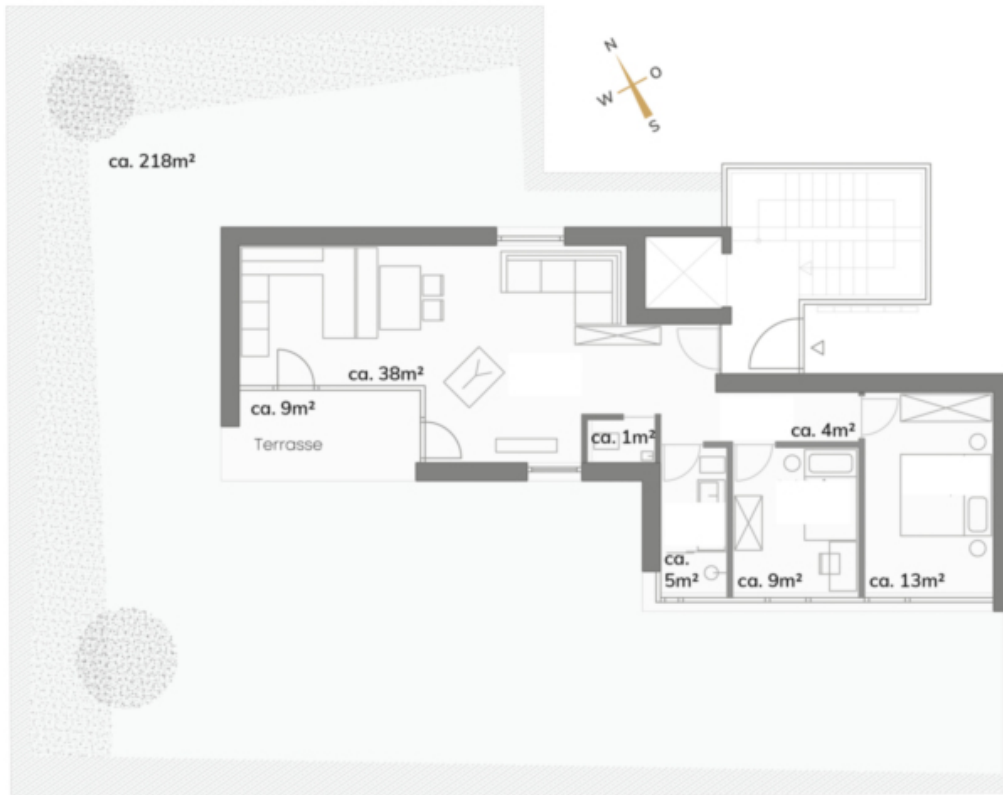 N
O
W
S
ca. 218m²
ca. 38m²
ca. 9m²
Terrasse
ca. 1m²
ca. 4m²
ca.
5m²
ca. 9m²
ca. 13m²